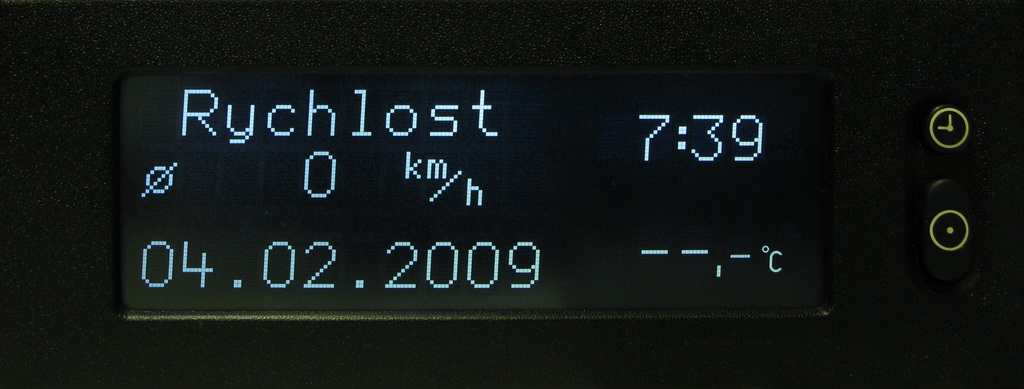 Rychlost 7:39
Ø 0 km/h
04.02.2009 --,-°C